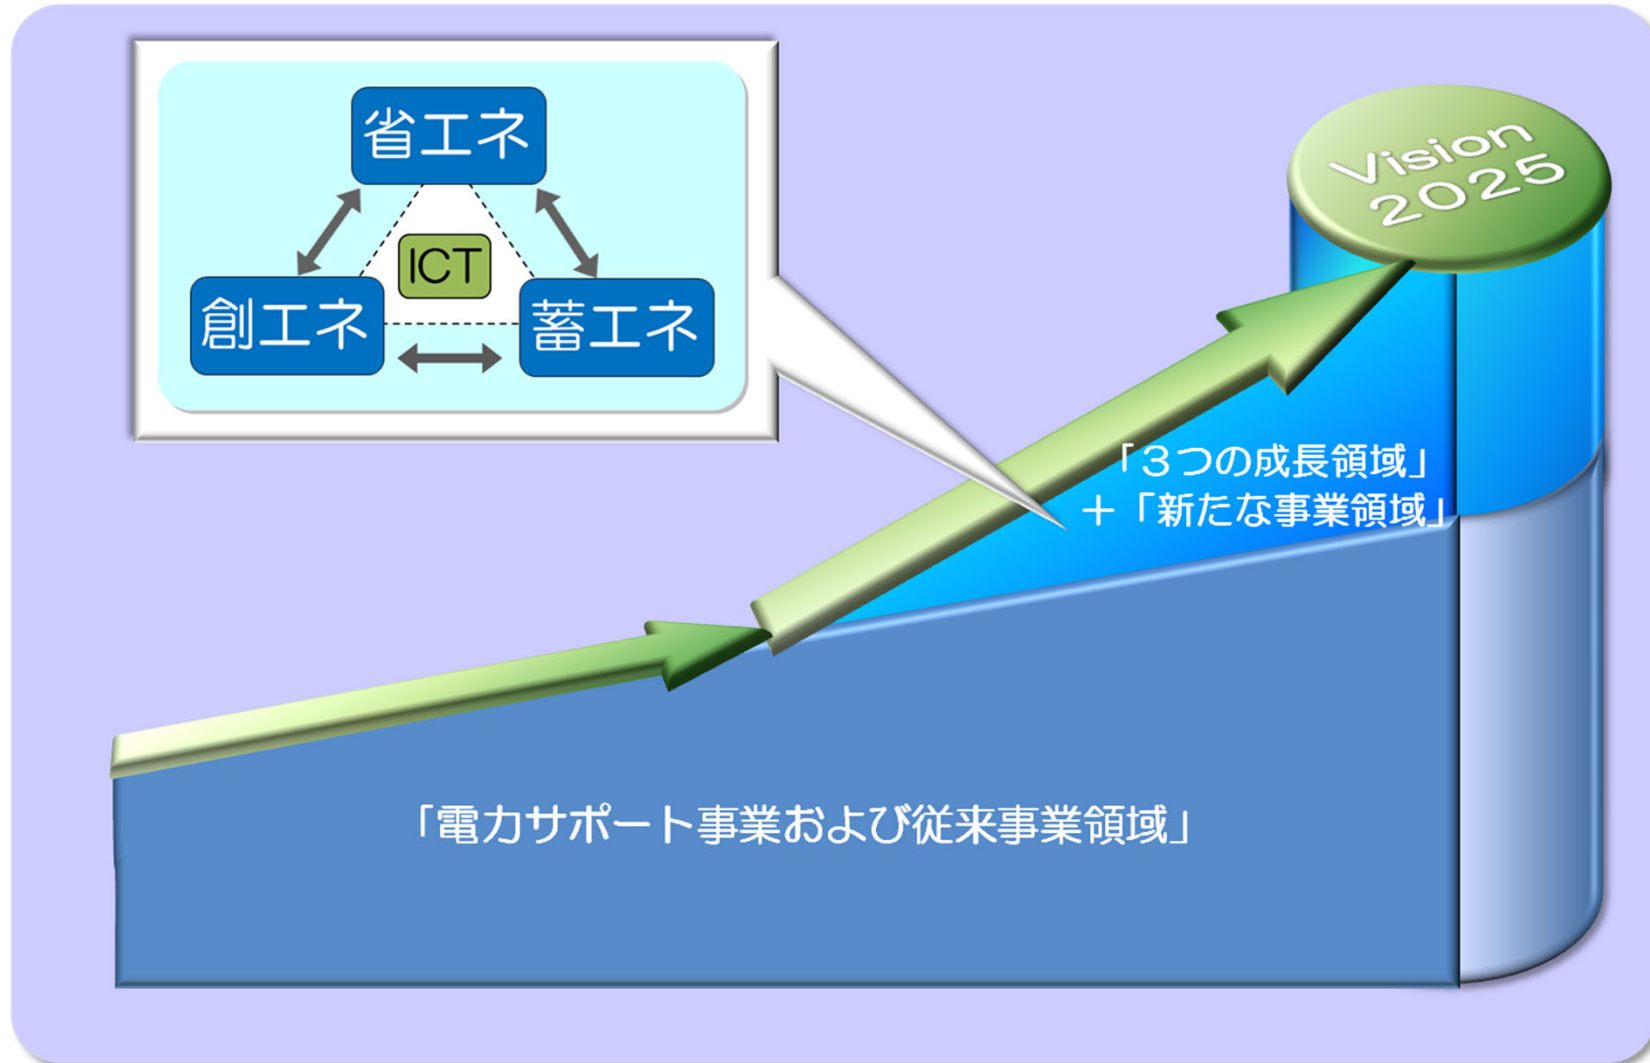 省エネ
ICT
創エネ
蓄エネ
Vision
2025
「３つの成長領域」
＋「新たな事業領域」
「電力サポート事業および従来事業領域」